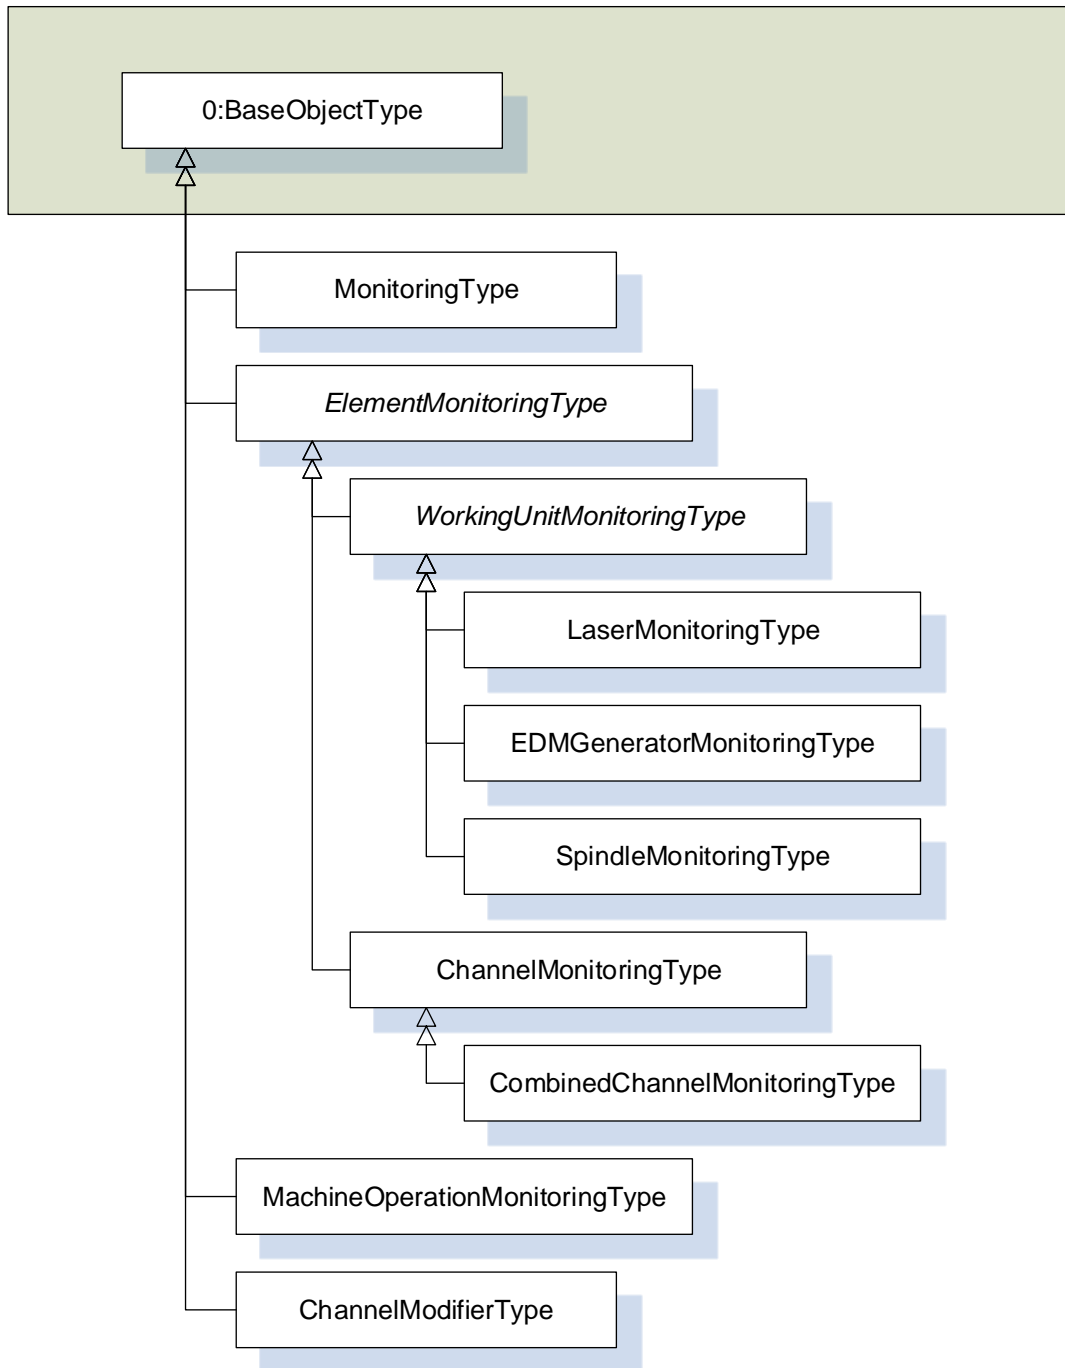 0:BaseObjectType
MonitoringType
ElementMonitoringType
WorkingUnitMonitoringType
LaserMonitoringType
EDMGeneratorMonitoringType
SpindleMonitoringType
ChannelMonitoringType
CombinedChannelMonitoringType
MachineOperationMonitoringType
ChannelModifierType